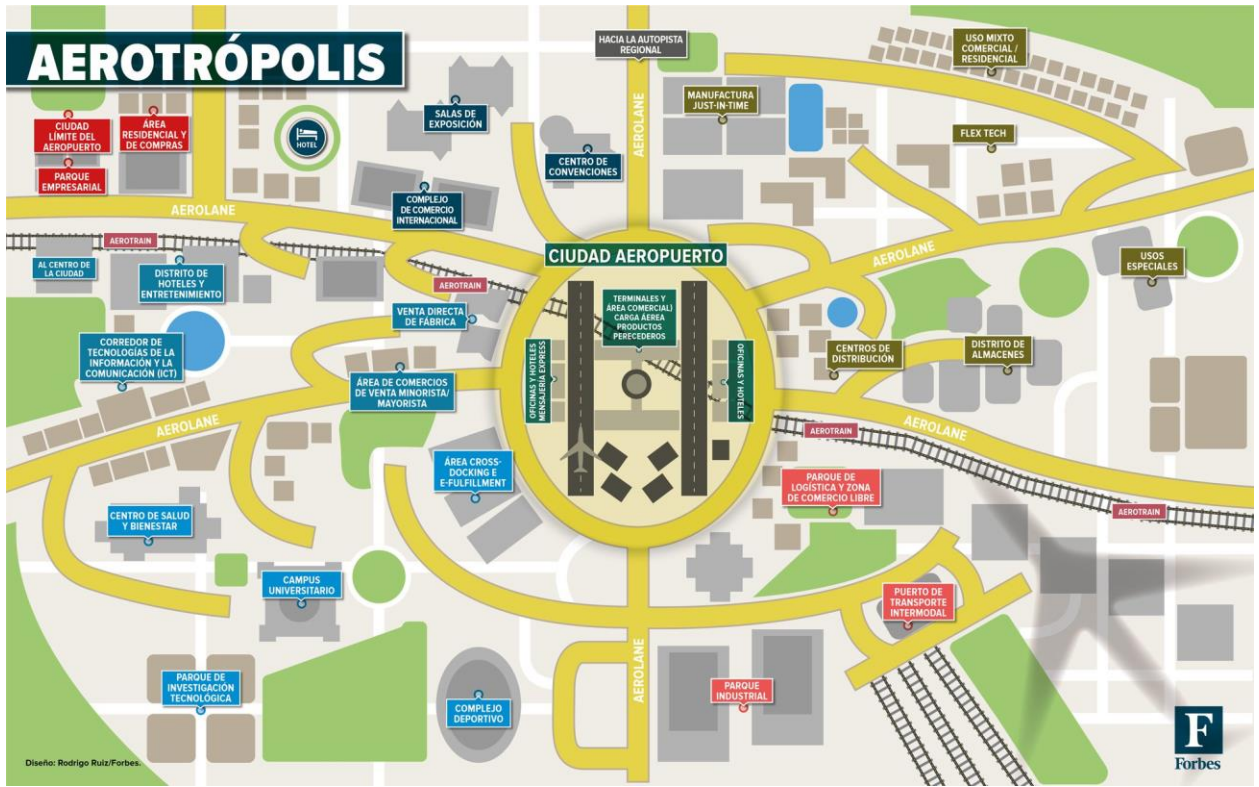 AEROTRÓPOLIS
HACIA LA AUTOPISTA
REGIONAL
USO MIXTO
COMERCIAL /
RESIDENCIAL
CIUDAD
LÍMITE DEL
AEROPUERTO
ÁREA
RESIDENCIAL Y
DE COMPRAS
PARQUE
EMPRESARIAL
HOTEL
SALAS DE
EXPOSICIÓN
CENTRO DE
CONVENCIONES
AEROLANE
MANUFACTURA
JUST-IN-TIME
FLEX TECH
COMPLEJO
DE COMERCIO
INTERNACIONAL
AEROLANE
AEROTRAIN
AL CENTRO DE
LA CIUDAD
DISTRITO DE
HOTELES Y
ENTRETENIMIENTO
AEROTRAIN
CIUDAD AEROPUERTO
AEROLANE
USOS
ESPECIALES
VENTA DIRECTA
DE FÁBRICA
TERMINALES Y
ÁREA COMERCIAL)
CARGA ÁEREA
PRODUCTOS
PERECEDEROS
OFICINAS Y HOTELES
MENSAJERÍA EXPRESS
OFICINAS Y HOTELES
CORREDOR DE
TECNOLOGÍAS DE LA
INFORMACIÓN Y LA
COMUNICACIÓN (ICT)
ÁREA DE COMERCIOS
DE VENTA MINORISTA/
MAYORISTA
CENTROS DE
DISTRIBUCIÓN
DISTRITO DE
ALMACENES
AEROLANE
AEROLANE
AEROTRAIN
ÁREA CROSS-
DOCKING E
E-FULFILLMENT
PARQUE DE
LOGÍSTICA Y ZONA
DE COMERCIO LIBRE
AEROTRAIN
CENTRO DE SALUD
Y BIENESTAR
CAMPUS
UNIVERSITARIO
PUERTO DE
TRANSPORTE
INTERMODAL
AEROLANE
PARQUE DE
INVESTIGACIÓN
TECNOLÓGICA
COMPLEJO
DEPORTIVO
PARQUE
INDUSTRIAL
Diseño: Rodrigo Ruiz/Forbes.
F
Forbes